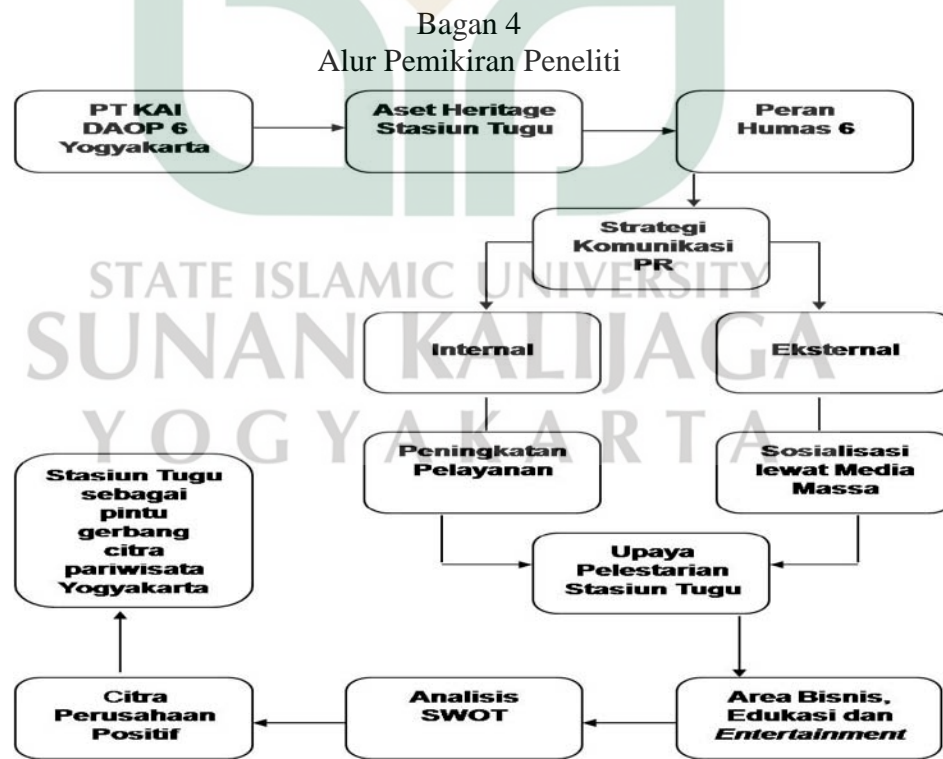 Bagan 4
Alur Pemikiran Peneliti
PT KAI
DAOP 6
Yogyakarta
Aset Heritage
Stasiun Tugu
Peran
Humas 6
Strategi
Komunikasi
PR
STATE ISLAMIC UNIVERSITY
SUNAN KALIJAGA
YOGYAKARTA
Internal
Eksternal
Peningkatan
Pelayanan
Sosialisasi
lewat Media
Massa
Upaya
Pelestarian
Stasiun Tugu
Area Bisnis,
Edukasi dan
Entertainment
Analisis
SWOT
Citra
Perusahaan
Positif
Stasiun Tugu
sebagai
pintu
gerbang
citra
pariwisata
Yogyakarta